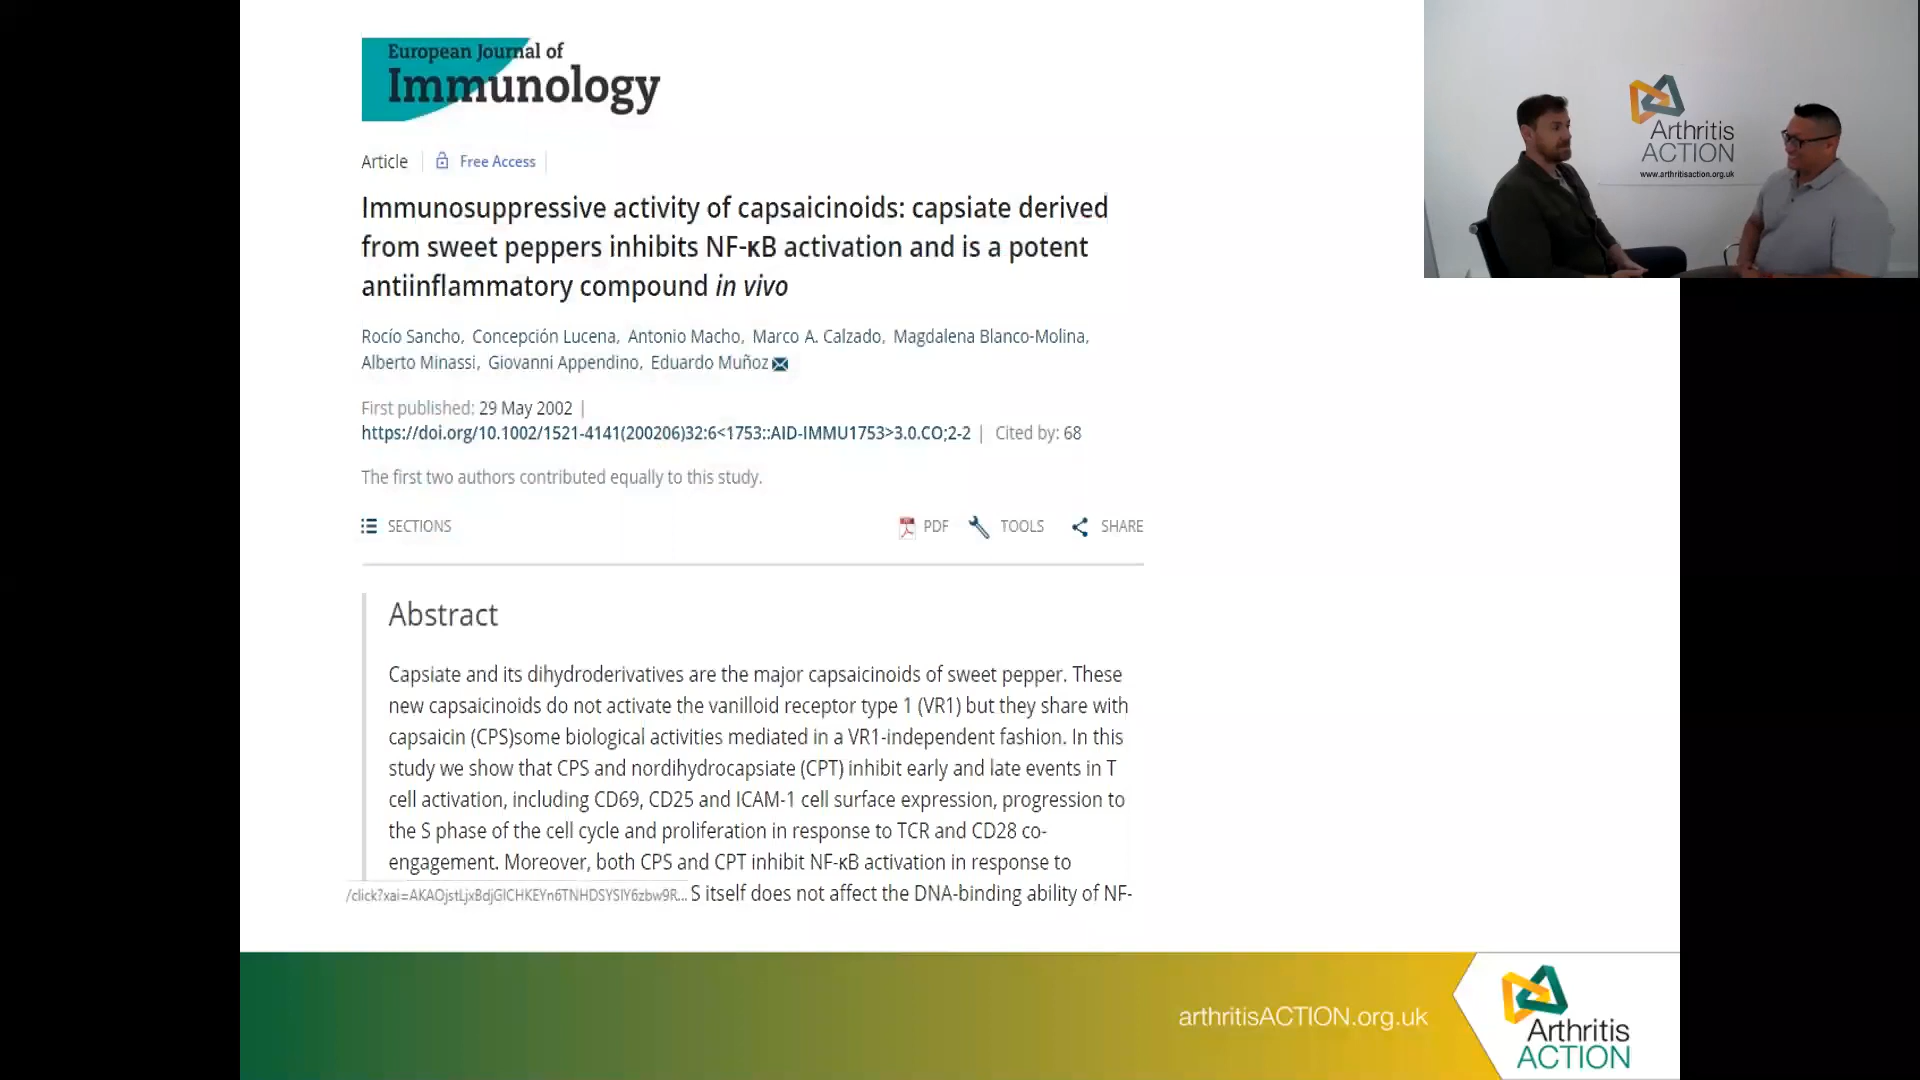 European Journal of
Immunology
Article
Free Access
Immunosuppressive activity of capsaicinoids: capsiate derived
from sweet peppers inhibits NF-κB activation and is a potent
antiinflammatory compound in vivo
Rocío Sancho, Concepción Lucena, Antonio Macho, Marco A. Calzado, Magdalena Blanco-Molina,
Alberto Minassi, Giovanni Appendino, Eduardo Muñoz
First published: 29 May 2002 |
https://doi.org/10.1002/1521-4141(200206)32:6<1753::AID-IMMU1753>3.0.CO;2-2 | Cited by: 68
The first two authors contributed equally to this study.
SECTIONS
PDF
TOOLS
SHARE
Abstract
Capsiate and its dihydroderivatives are the major capsaicinoids of sweet pepper. These
new capsaicinoids do not activate the vanilloid receptor type 1 (VR1) but they share with
capsaicin (CPS)some biological activities mediated in a VR1-independent fashion. In this
study we show that CPS and nordihydrocapsiate (CPT) inhibit early and late events in T
cell activation, including CD69, CD25 and ICAM-1 cell surface expression, progression to
the S phase of the cell cycle and proliferation in response to TCR and CD28 co-
engagement. Moreover, both CPS and CPT inhibit NF-κB activation in response to
S itself does not affect the DNA-binding ability of NF-
arthritisACTION.org.uk
Arthritis
ACTION
Arthritis
ACTION
www.arthritisaction.org.uk